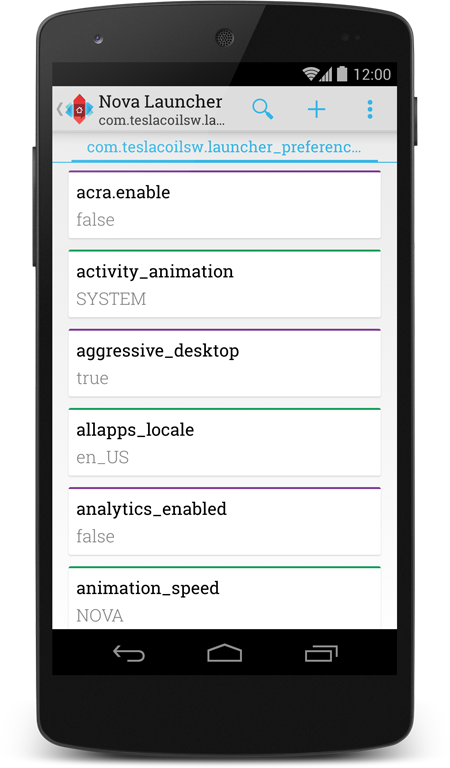 12:00
Nova Launcher
com.teslacoilsw.la...
com.teslacoilsw.launcher_preferenc...
acra.enable
false
activity_animation
SYSTEM
aggressive_desktop
true
allapps_locale
en_US
analytics_enabled
false
animation_speed
NOVA